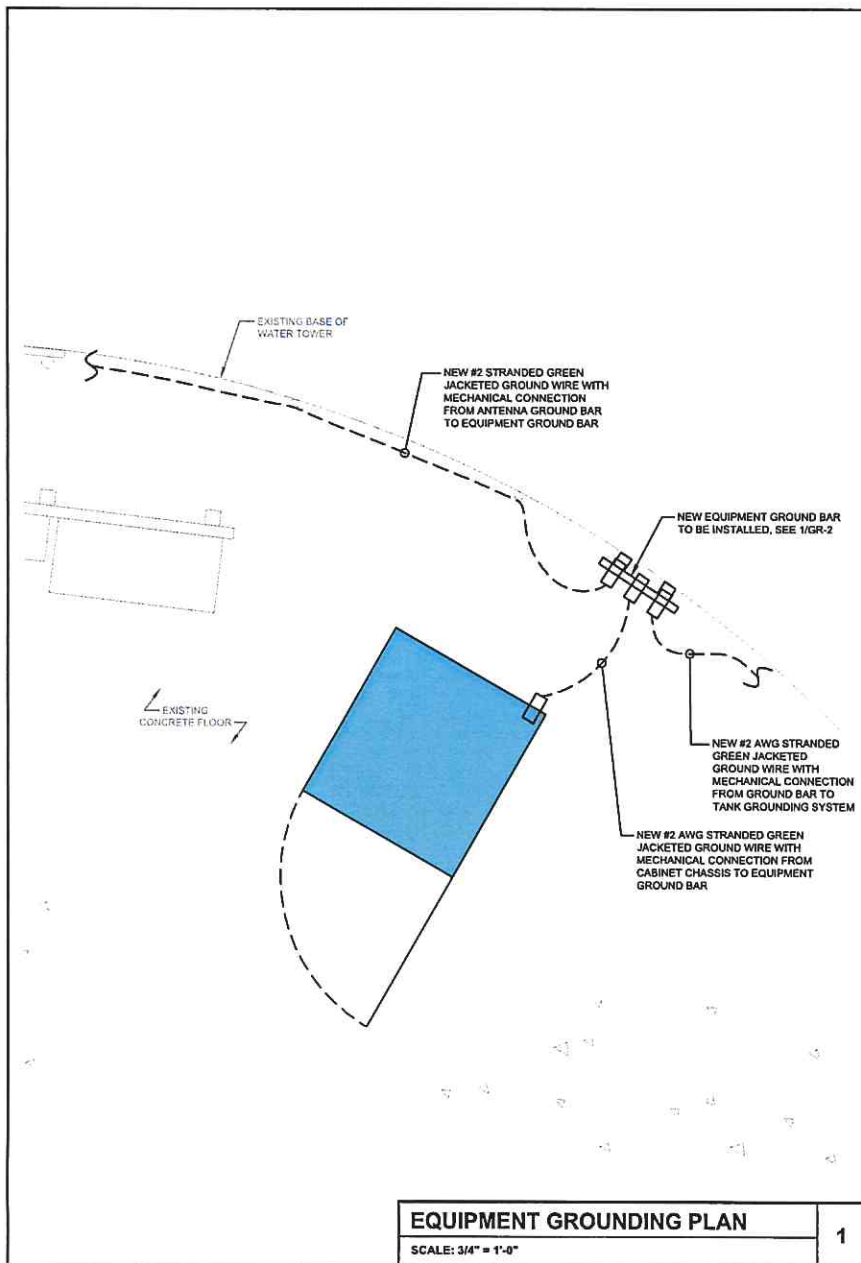 EXISTING BASE OF
WATER TOWER
NEW #2 STRANDED GREEN
JACKETED GROUND WIRE WITH
MECHANICAL CONNECTION
FROM ANTENNA GROUND BAR
TO EQUIPMENT GROUND BAR
NEW EQUIPMENT GROUND BAR
TO BE INSTALLED, SEE 1/GR-2
EXISTING
CONCRETE FLOOR
NEW #2 AWG STRANDED
GREEN JACKETED
GROUND WIRE WITH
MECHANICAL CONNECTION
FROM GROUND BAR TO
TANK GROUNDING SYSTEM
NEW #2 AWG STRANDED GREEN
JACKETED GROUND WIRE WITH
MECHANICAL CONNECTION FROM
CABINET CHASSIS TO EQUIPMENT
GROUND BAR
EQUIPMENT GROUNDING PLAN
SCALE: 3/4" = 1'-0"
1